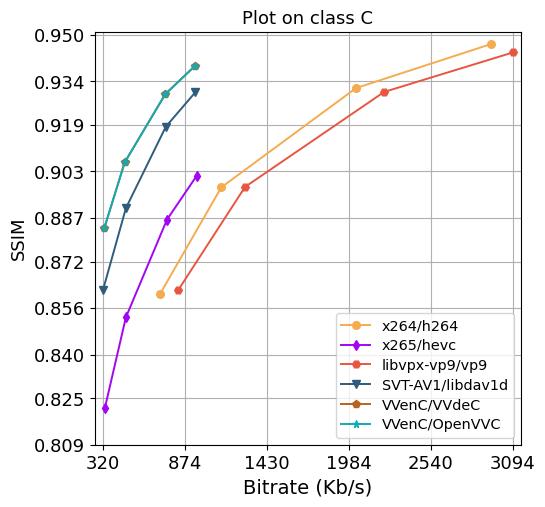 Plot on class C
0.950
0.934
0.919
0.903
0.887
0.872
0.856
0.840
0.825
0.809
SSIM
x264/h264
x265/hevc
libvpx-vp9/vp9
SVT-AV1/libdav1d
VVenC/VVdeC
VVenC/OpenVVC
320 874 1430 1984 2540 3094
Bitrate (Kb/s)